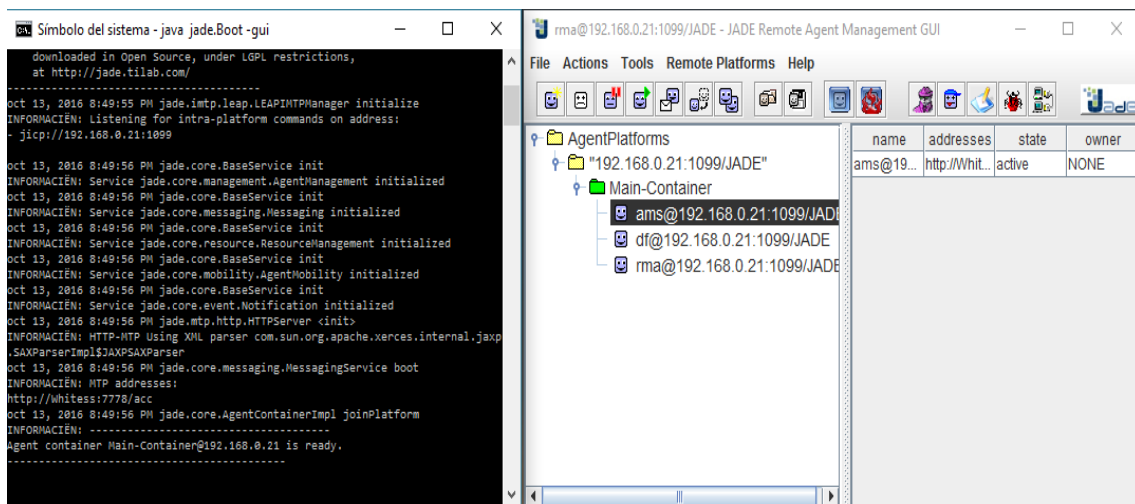 Símbolo del sistema - java jade.Boot -gui
downloaded in Open Source, under LGPL restrictions,
at http://jade.tilab.com/
----------------------------------------
oct 13, 2016 8:49:55 PM jade.imtp.leap.LEAPIMTPManager initialize
INFORMACIËN: Listening for intra-platform commands on address:
- jicp://192.168.0.21:1099
oct 13, 2016 8:49:56 PM jade.core.BaseService init
INFORMACIËN: Service jade.core.management.AgentManagement initialized
oct 13, 2016 8:49:56 PM jade.core.BaseService init
INFORMACIËN: Service jade.core.messaging.Messaging initialized
oct 13, 2016 8:49:56 PM jade.core.BaseService init
INFORMACIËN: Service jade.core.resource.ResourceManagement initialized
oct 13, 2016 8:49:56 PM jade.core.BaseService init
INFORMACIËN: Service jade.core.mobility.AgentMobility initialized
oct 13, 2016 8:49:56 PM jade.core.BaseService init
INFORMACIËN: Service jade.core.event.Notification initialized
oct 13, 2016 8:49:56 PM jade.mtp.http.HTTPServer <init>
INFORMACIËN: HTTP-MTP Using XML parser com.sun.org.apache.xerces.internal.jaxp
.SAXParserImpl$JAXPSAXParser
oct 13, 2016 8:49:56 PM jade.core.messaging.MessagingService boot
INFORMACIËN: MTP addresses:
http://Whitess:7778/acc
oct 13, 2016 8:49:56 PM jade.core.AgentContainerImpl joinPlatform
INFORMACIËN: --------------------------------------
Agent container Main-Container@192.168.0.21 is ready.
--------------------------------------------
rma@192.168.0.21:1099/JADE - JADE Remote Agent Management GUI
File Actions Tools Remote Platforms Help
Jade
AgentPlatforms
"192.168.0.21:1099/JADE"
Main-Container
ams@192.168.0.21:1099/JADE
df@192.168.0.21:1099/JADE
rma@192.168.0.21:1099/JADE
name addresses state owner
ams@19... http://Whit... active NONE